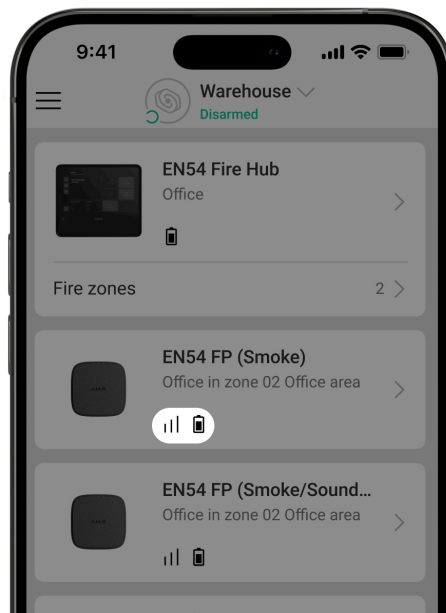 9:41
Warehouse
Disarmed
EN54 Fire Hub
Office
Fire zones
2
EN54 FP (Smoke)
Office in zone 02 Office area
EN54 FP (Smoke/Sound...
Office in zone 02 Office area